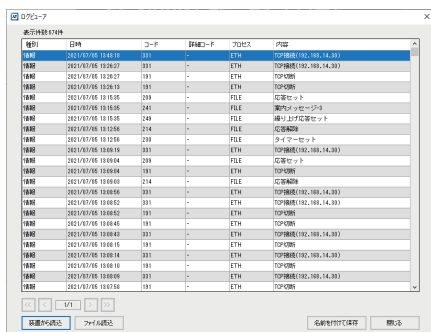 ログビューア
表示件数 674件
種別 日時 コード 詳細コード プロセス 内容
情報 2021/07/05 13:48:18 331 - ETH TCP接続(192.168.14.30)
情報 2021/07/05 13:26:27 331 - ETH TCP接続(192.168.14.30)
情報 2021/07/05 13:26:27 191 - ETH TCP切断
情報 2021/07/05 13:26:13 191 - ETH TCP切断
情報 2021/07/05 13:15:35 209 - FILE 応答セット
情報 2021/07/05 13:15:35 241 - FILE 案内メッセージ-3
情報 2021/07/05 13:15:35 249 - FILE 繰り上げ応答セット
情報 2021/07/05 13:12:56 214 - FILE 応答解除
情報 2021/07/05 13:12:56 230 - FILE タイマーセット
情報 2021/07/05 13:09:19 331 - ETH TCP接続(192.168.14.30)
情報 2021/07/05 13:09:04 209 - FILE 応答セット
情報 2021/07/05 13:09:04 191 - ETH TCP切断
情報 2021/07/05 13:09:03 214 - FILE 応答解除
情報 2021/07/05 13:08:56 331 - ETH TCP接続(192.168.14.30)
情報 2021/07/05 13:08:52 331 - ETH TCP接続(192.168.14.30)
情報 2021/07/05 13:08:52 191 - ETH TCP切断
情報 2021/07/05 13:08:45 191 - ETH TCP切断
情報 2021/07/05 13:08:43 331 - ETH TCP接続(192.168.14.30)
情報 2021/07/05 13:08:15 191 - ETH TCP切断
情報 2021/07/05 13:08:14 331 - ETH TCP接続(192.168.14.30)
情報 2021/07/05 13:08:10 191 - ETH TCP切断
情報 2021/07/05 13:08:09 331 - ETH TCP接続(192.168.14.30)
情報 2021/07/05 13:07:58 191 - ETH TCP切断
<< < 1/1 > >>
装置から読込 ファイル読込 名前を付けて保存 閉じる